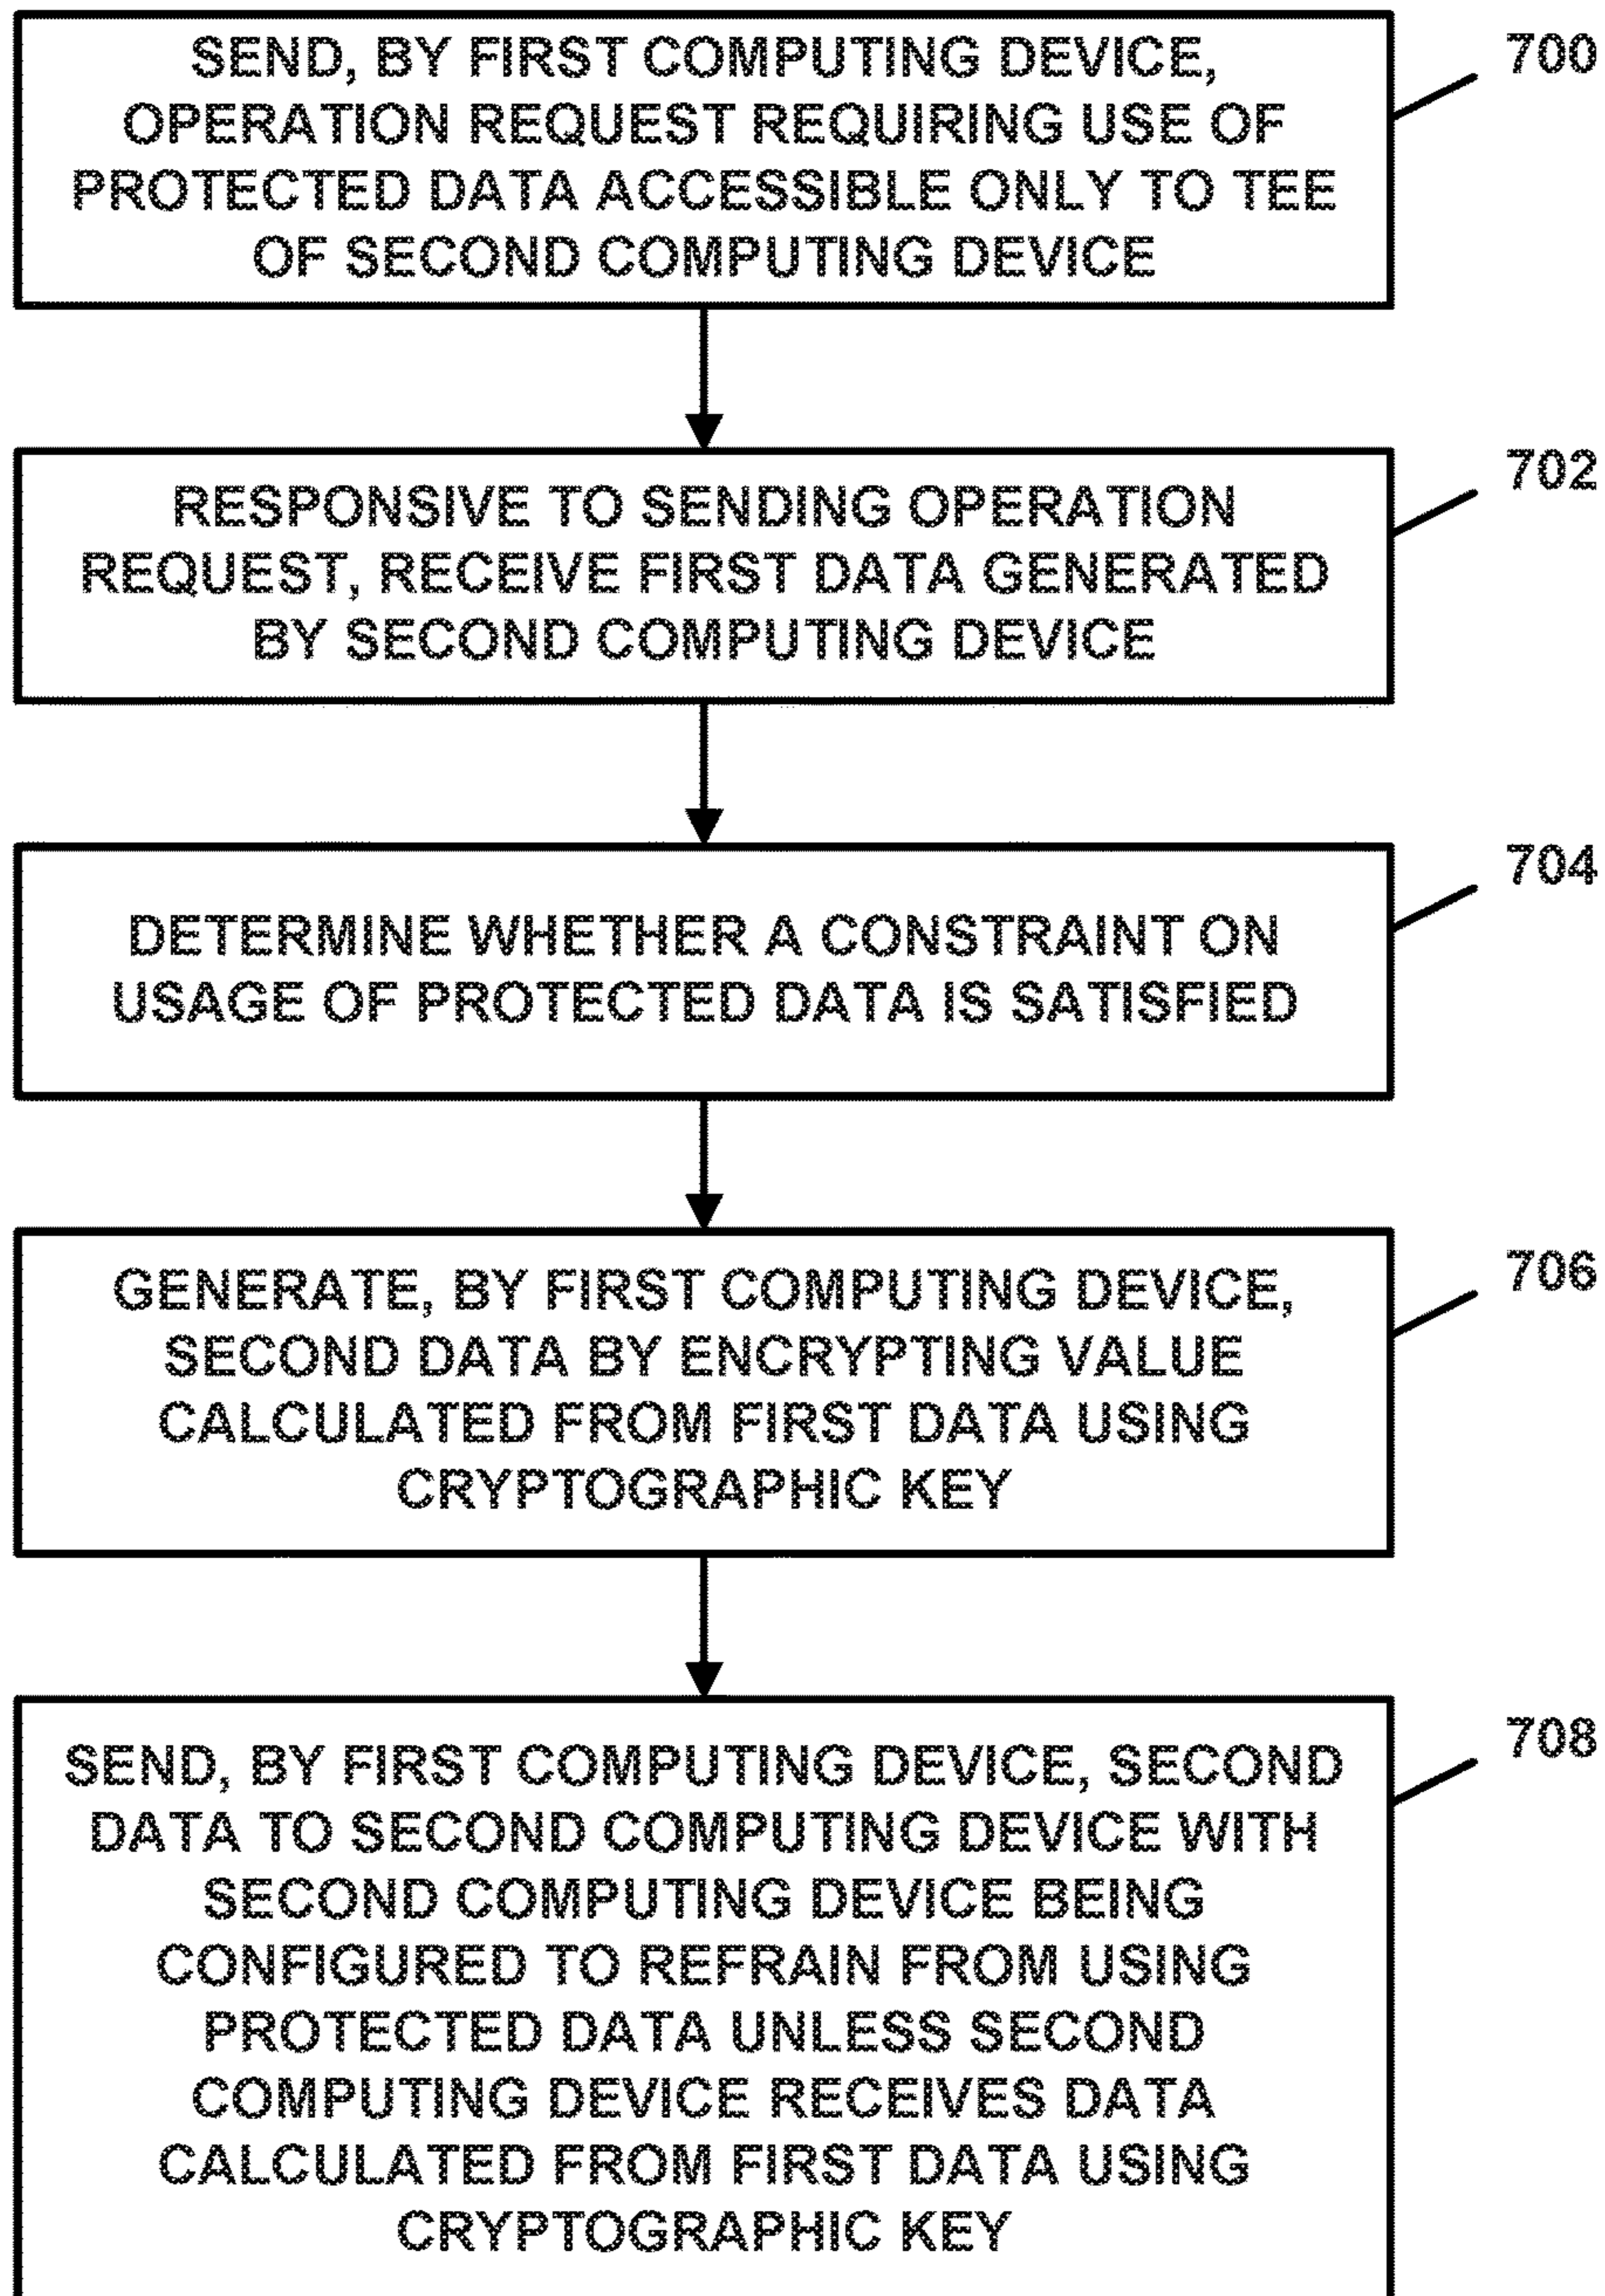 SEND, BY FIRST COMPUTING DEVICE,
OPERATION REQUEST REQUIRING USE OF
PROTECTED DATA ACCESSIBLE ONLY TO TEE
OF SECOND COMPUTING DEVICE
700
RESPONSIVE TO SENDING OPERATION
REQUEST, RECEIVE FIRST DATA GENERATED
BY SECOND COMPUTING DEVICE
702
DETERMINE WHETHER A CONSTRAINT ON
USAGE OF PROTECTED DATA IS SATISFIED
704
GENERATE, BY FIRST COMPUTING DEVICE,
SECOND DATA BY ENCRYPTING VALUE
CALCULATED FROM FIRST DATA USING
CRYPTOGRAPHIC KEY
706
SEND, BY FIRST COMPUTING DEVICE, SECOND
DATA TO SECOND COMPUTING DEVICE WITH
SECOND COMPUTING DEVICE BEING
CONFIGURED TO REFRAIN FROM USING
PROTECTED DATA UNLESS SECOND
COMPUTING DEVICE RECEIVES DATA
CALCULATED FROM FIRST DATA USING
CRYPTOGRAPHIC KEY
708